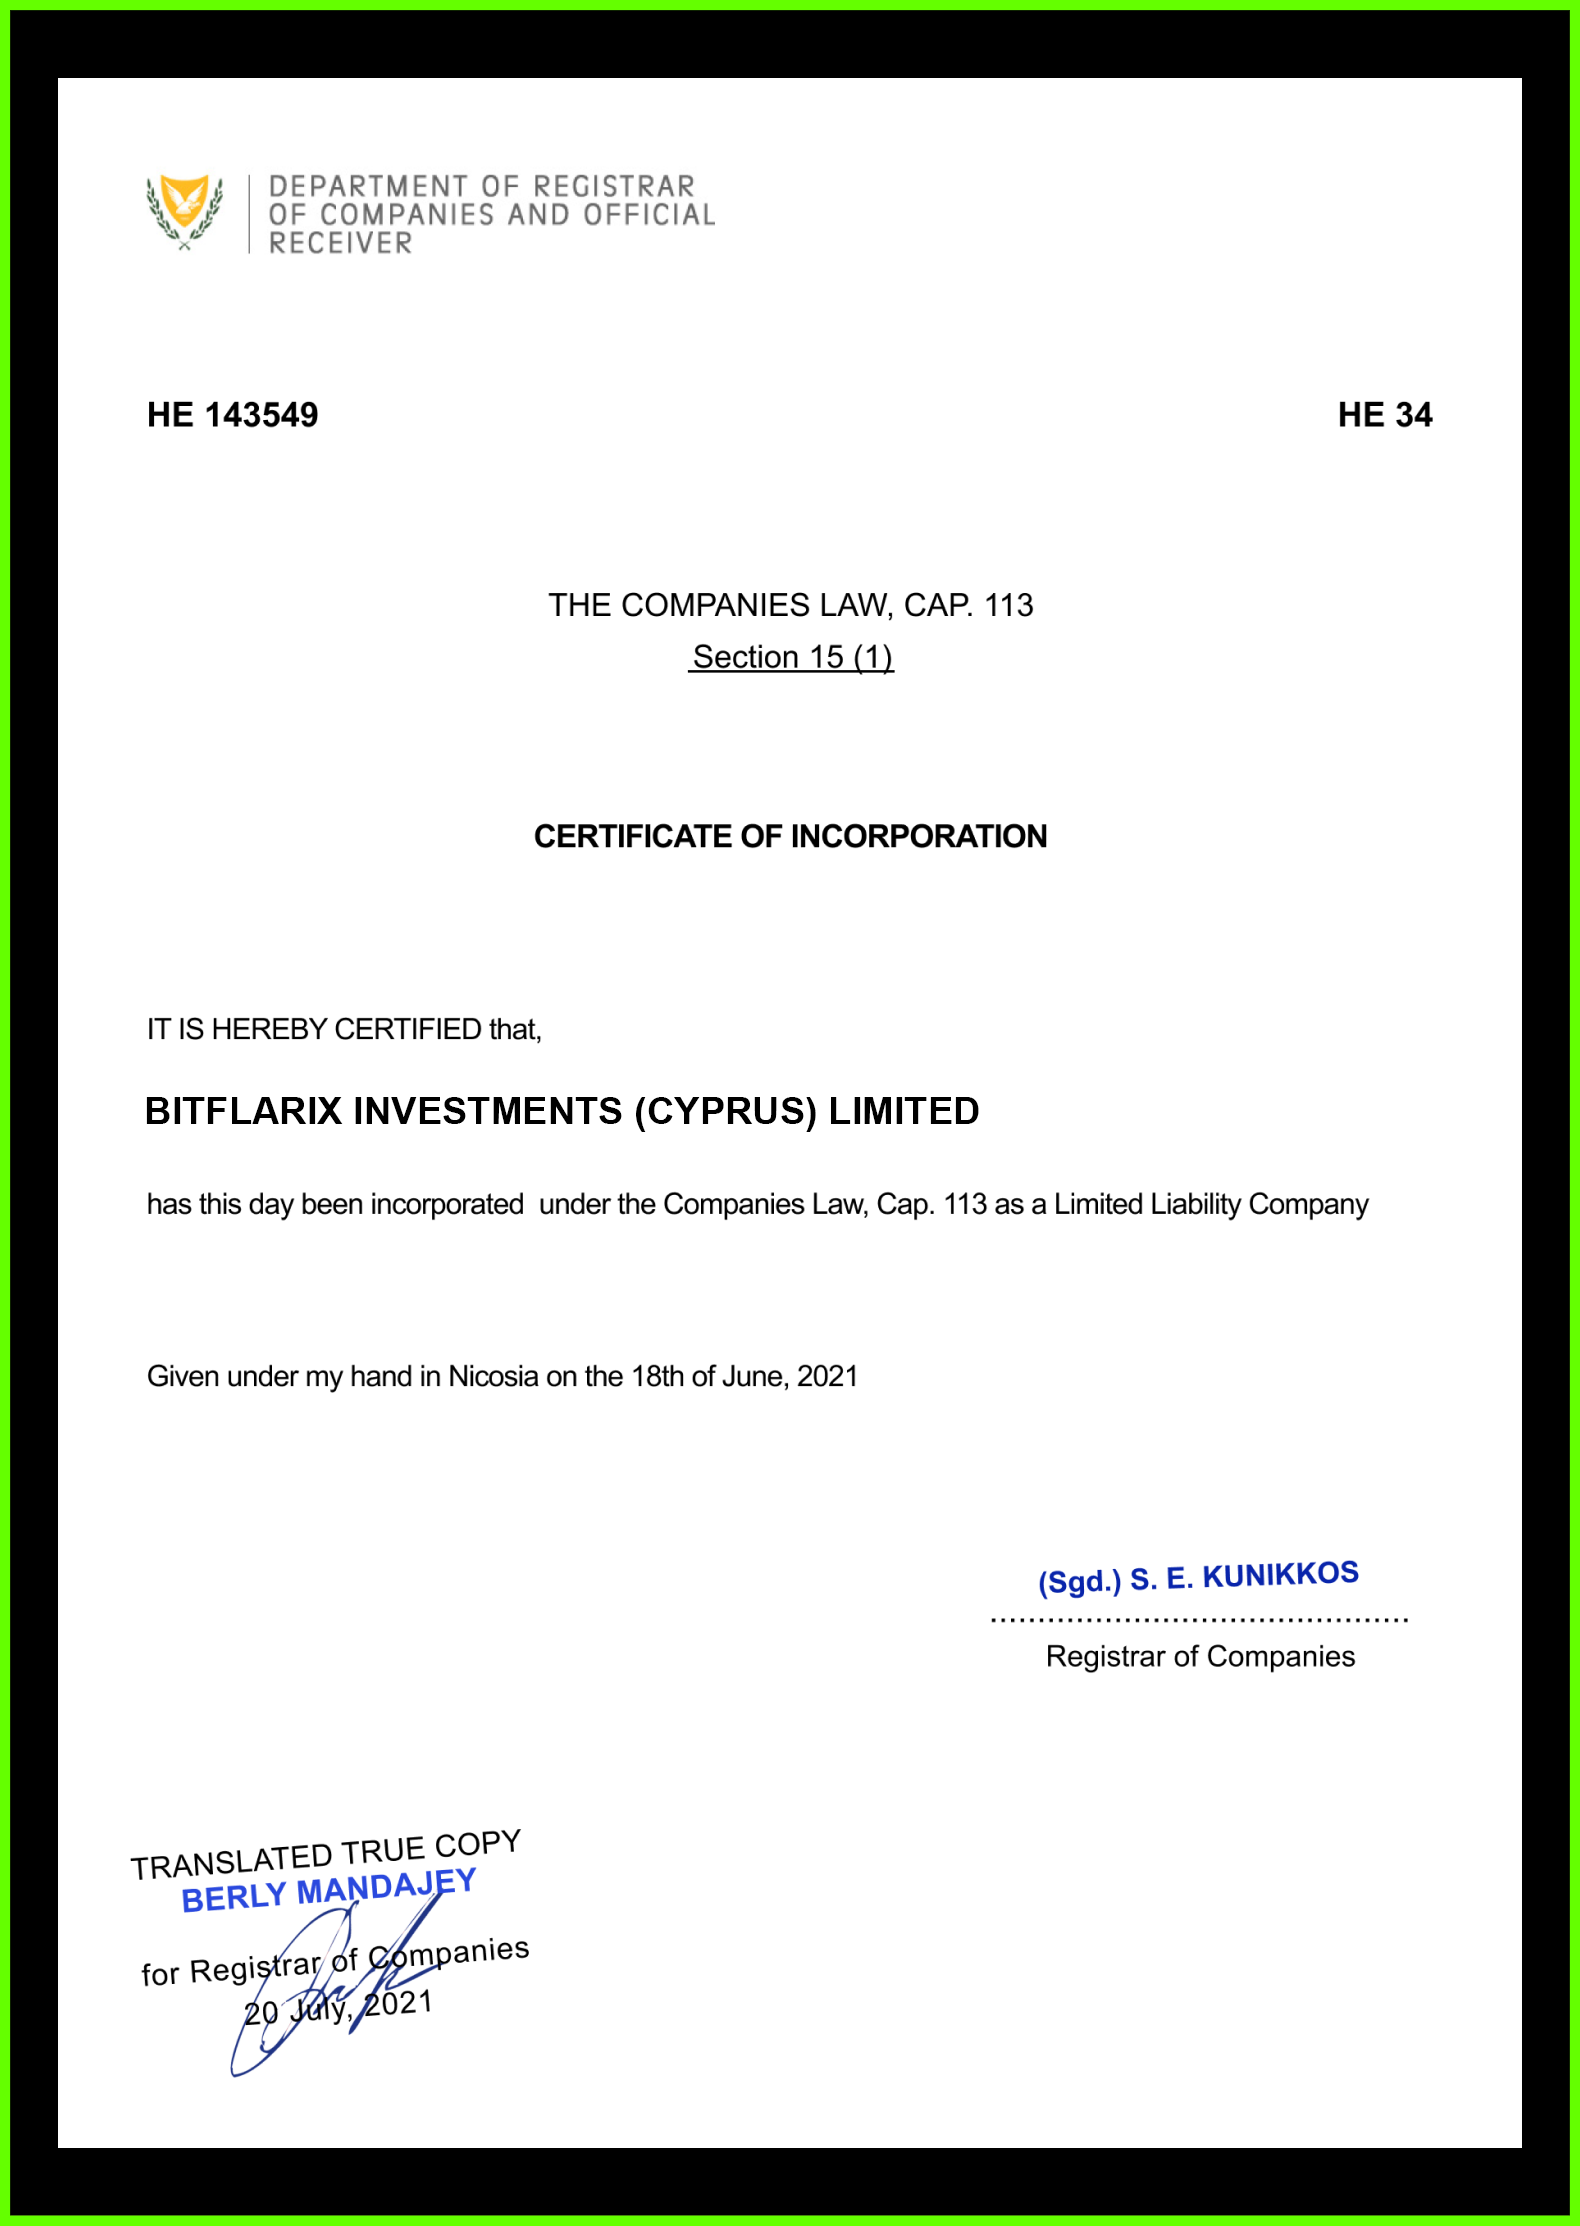 DEPARTMENT OF REGISTRAR
OF COMPANIES AND OFFICIAL
RECEIVER
HE 143549 HE 34
THE COMPANIES LAW, CAP. 113
Section 15 (1)
CERTIFICATE OF INCORPORATION
IT IS HEREBY CERTIFIED that,
BITFLARIX INVESTMENTS (CYPRUS) LIMITED
has this day been incorporated under the Companies Law, Cap. 113 as a Limited Liability Company
Given under my hand in Nicosia on the 18th of June, 2021
(Sgd.) S. E. KUNIKKOS
...........................................
Registrar of Companies
TRANSLATED TRUE COPY
BERLY MANDAJEY
for Registrar of Companies
20 July, 2021